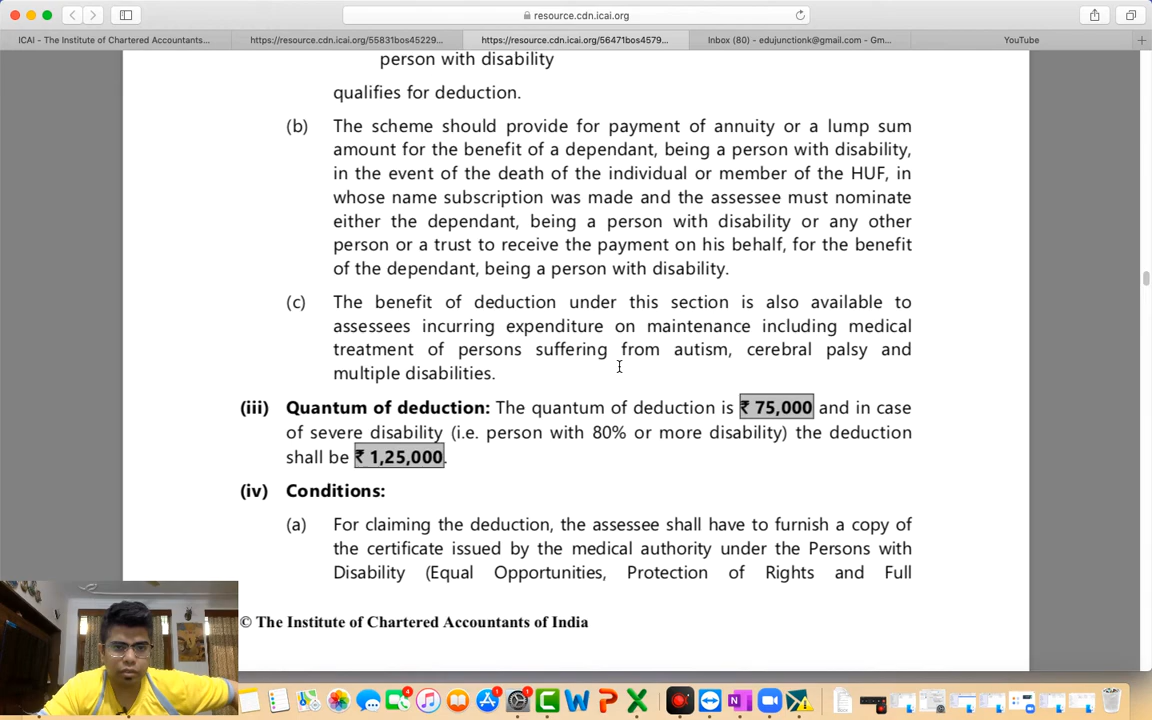 resource.cdn.icai.org
ICAI - The Institute of Chartered Accountants...
https://resource.cdn.icai.org/55831bos45229...
https://resource.cdn.icai.org/56471bos4579...
Inbox (80) - edujunctionk@gmail.com - Gm...
YouTube
person with disability
qualifies for deduction.
(b) The scheme should provide for payment of annuity or a lump sum
amount for the benefit of a dependant, being a person with disability,
in the event of the death of the individual or member of the HUF, in
whose name subscription was made and the assessee must nominate
either the dependant, being a person with disability or any other
person or a trust to receive the payment on his behalf, for the benefit
of the dependant, being a person with disability.
(c) The benefit of deduction under this section is also available to
assessees incurring expenditure on maintenance including medical
treatment of persons suffering from autism, cerebral palsy and
multiple disabilities.
(iii) Quantum of deduction: The quantum of deduction is ₹ 75,000 and in case
of severe disability (i.e. person with 80% or more disability) the deduction
shall be ₹ 1,25,000.
(iv) Conditions:
(a) For claiming the deduction, the assessee shall have to furnish a copy of
the certificate issued by the medical authority under the Persons with
Disability (Equal Opportunities, Protection of Rights and Full
© The Institute of Chartered Accountants of India